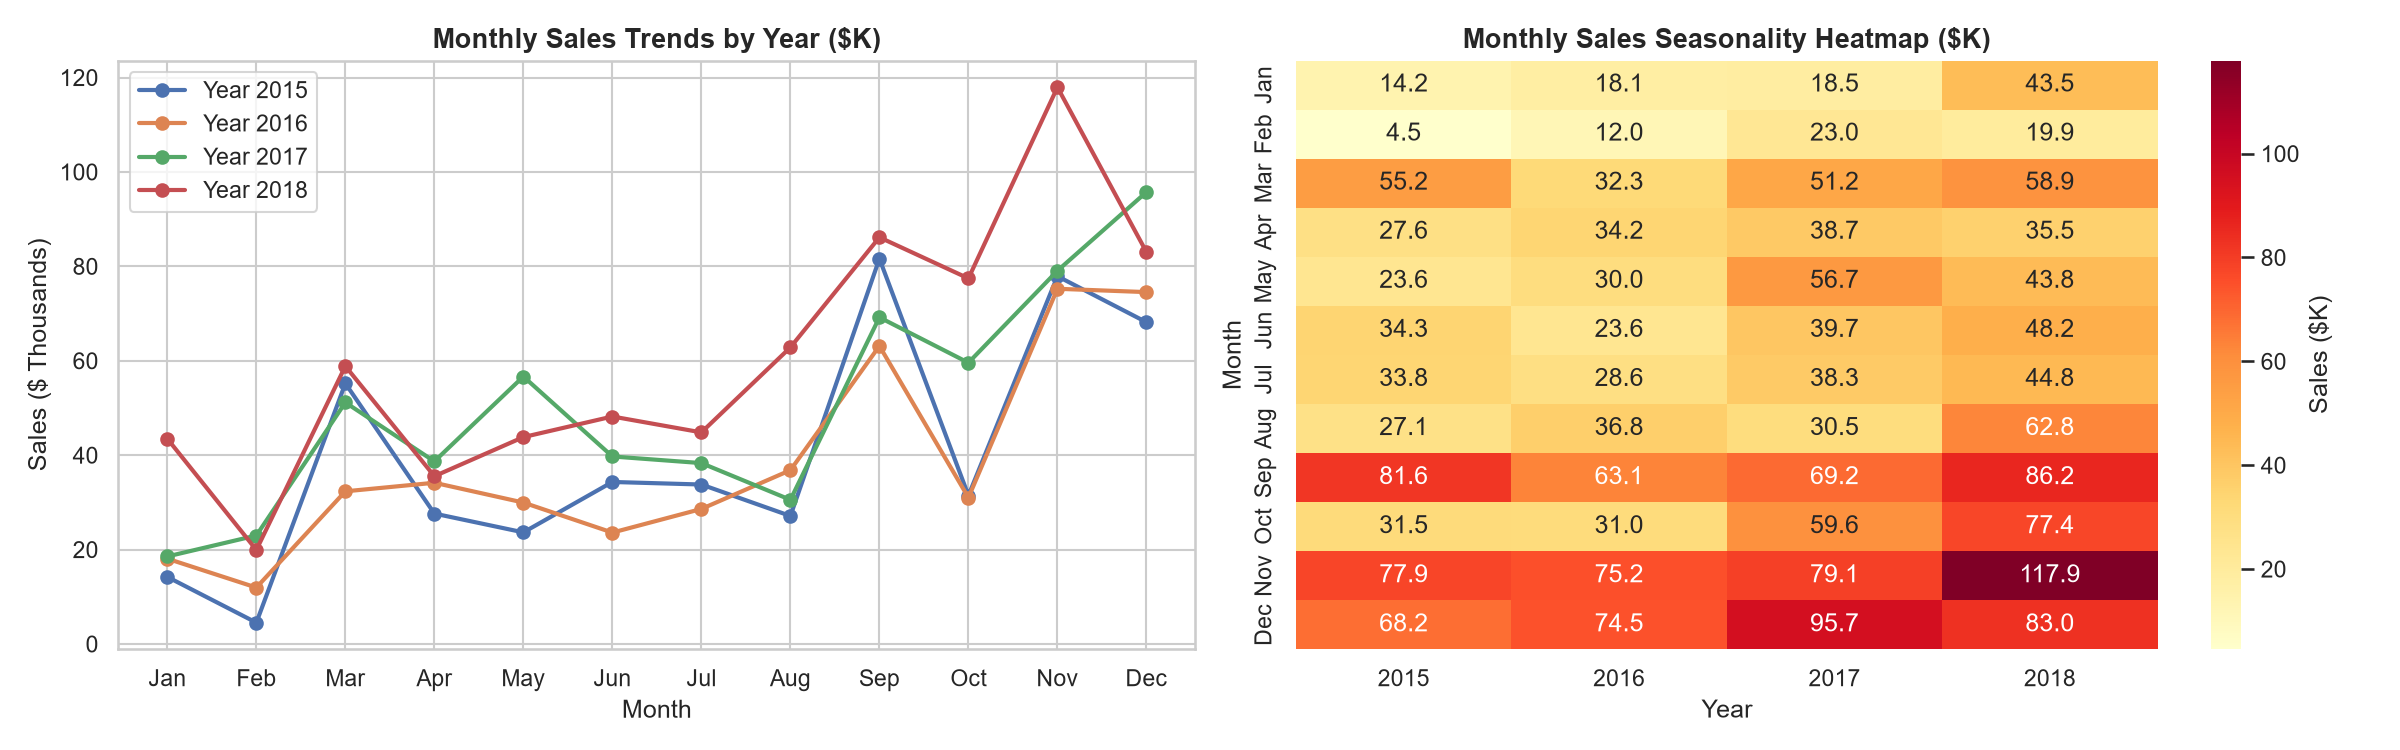 Monthly Sales Trends by Year ($K)
Sales ($ Thousands)
120
100
80
60
40
20
0
Year 2015
Year 2016
Year 2017
Year 2018
Jan Feb Mar Apr May Jun Jul Aug Sep Oct Nov Dec
Month
Monthly Sales Seasonality Heatmap ($K)
Month
Jan 14.2 18.1 18.5 43.5
Feb 4.5 12.0 23.0 19.9
Mar 55.2 32.3 51.2 58.9
Apr 27.6 34.2 38.7 35.5
May 23.6 30.0 56.7 43.8
Jun 34.3 23.6 39.7 48.2
Jul 33.8 28.6 38.3 44.8
Aug 27.1 36.8 30.5 62.8
Sep 81.6 63.1 69.2 86.2
Oct 31.5 31.0 59.6 77.4
Nov 77.9 75.2 79.1 117.9
Dec 68.2 74.5 95.7 83.0
2015 2016 2017 2018
Year
100
80
60
40
20
Sales ($K)